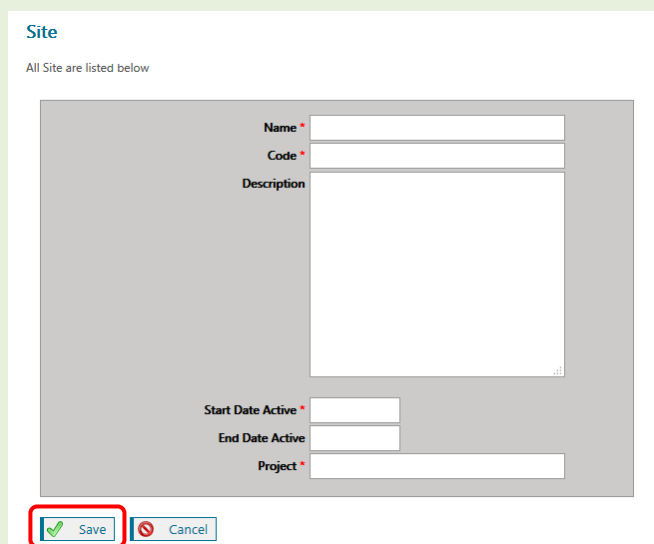 Site
All Site are listed below
Name *
Code *
Description
Start Date Active *
End Date Active
Project *
Save Cancel